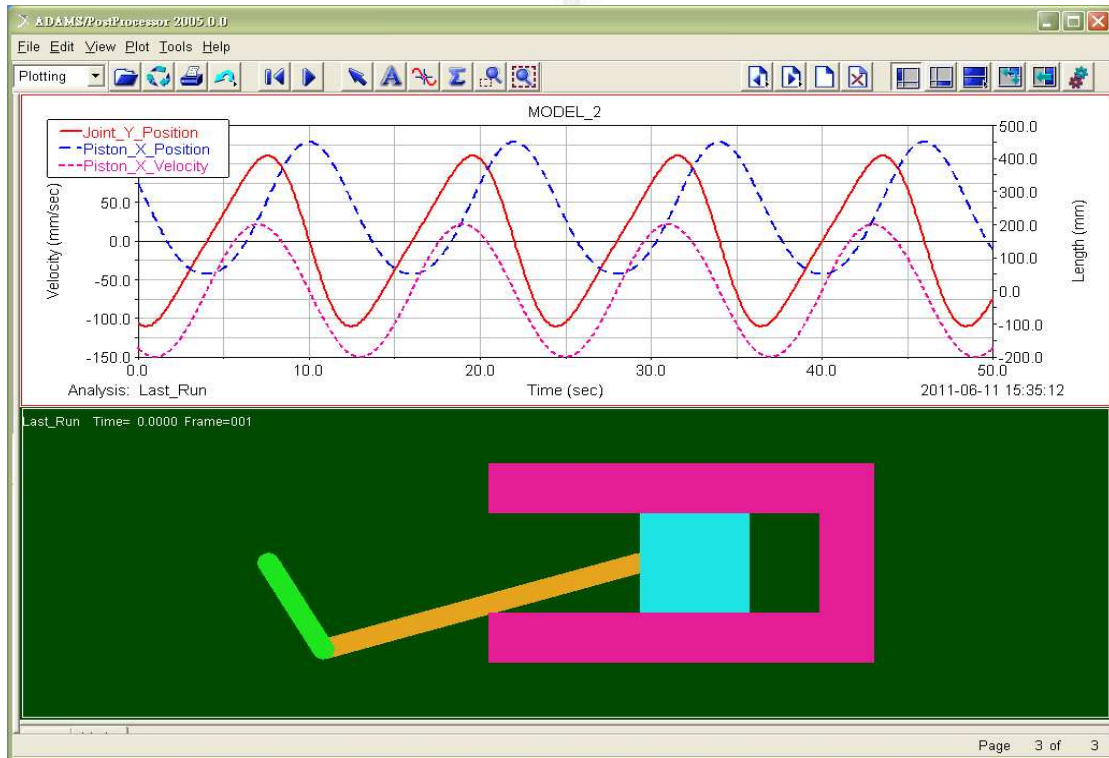 ADAMS/PostProcessor 2005.0.0
File Edit View Plot Tools Help
Plotting
MODEL_2
Joint_Y_Position
Piston_X_Position
Piston_X_Velocity
Velocity (mm/sec)
50.0
0.0
-50.0
-100.0
-150.0
500.0
400.0
300.0
200.0
100.0
0.0
-100.0
-200.0
Length (mm)
0.0 10.0 20.0 30.0 40.0 50.0
Analysis: Last_Run Time (sec) 2011-06-11 15:35:12
Last_Run Time= 0.0000 Frame=001
Page 3 of 3